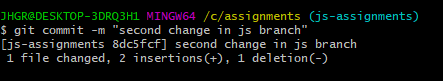 JHGR@DESKTOP-3DRQ3H1 MINGW64 /c/assignments (js-assignments)
$ git commit -m "second change in js branch"
[js-assignments 8dc5fcf] second change in js branch
1 file changed, 2 insertions(+), 1 deletion(-)